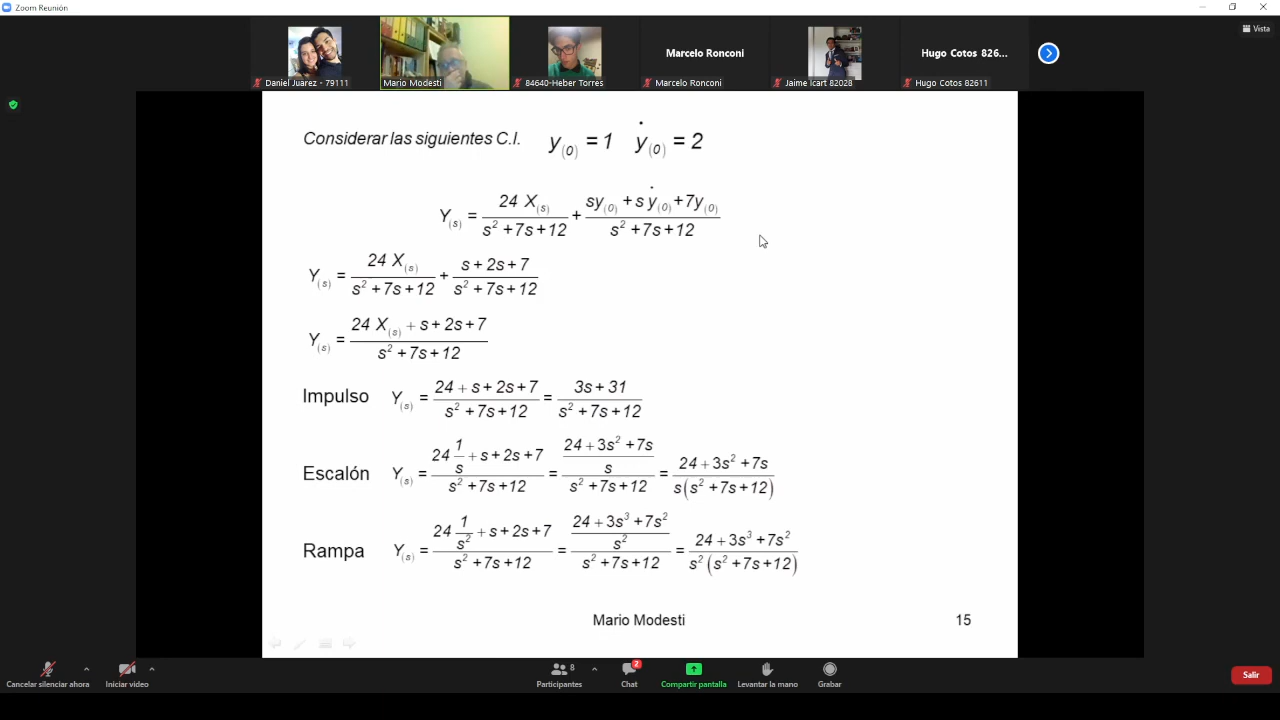 Zoom Reunión
Vista
Daniel Juarez - 79111
Mario Modesti
84640-Heber Torres
Marcelo Ronconi
Marcelo Ronconi
Jaime Icart 82028
Hugo Cotos 826...
Hugo Cotos 82611
Considerar las siguientes C.I. y₍₀₎ = 1 ẏ₍₀₎ = 2
Y₍s₎ = 24 X₍s₎ / (s² + 7s + 12) + (sy₍₀₎ + s ẏ₍₀₎ + 7y₍₀₎) / (s² + 7s + 12)
Y₍s₎ = 24 X₍s₎ / (s² + 7s + 12) + (s + 2s + 7) / (s² + 7s + 12)
Y₍s₎ = (24 X₍s₎ + s + 2s + 7) / (s² + 7s + 12)
Impulso Y₍s₎ = (24 + s + 2s + 7) / (s² + 7s + 12) = (3s + 31) / (s² + 7s + 12)
Escalón Y₍s₎ = (24 1/s + s + 2s + 7) / (s² + 7s + 12) = ((24 + 3s² + 7s) / s) / (s² + 7s + 12) = (24 + 3s² + 7s) / (s(s² + 7s + 12))
Rampa Y₍s₎ = (24 1/s² + s + 2s + 7) / (s² + 7s + 12) = ((24 + 3s³ + 7s²) / s²) / (s² + 7s + 12) = (24 + 3s³ + 7s²) / (s²(s² + 7s + 12))
Mario Modesti
15
Cancelar silenciar ahora
Iniciar video
8
Participantes
2
Chat
Compartir pantalla
Levantar la mano
Grabar
Salir